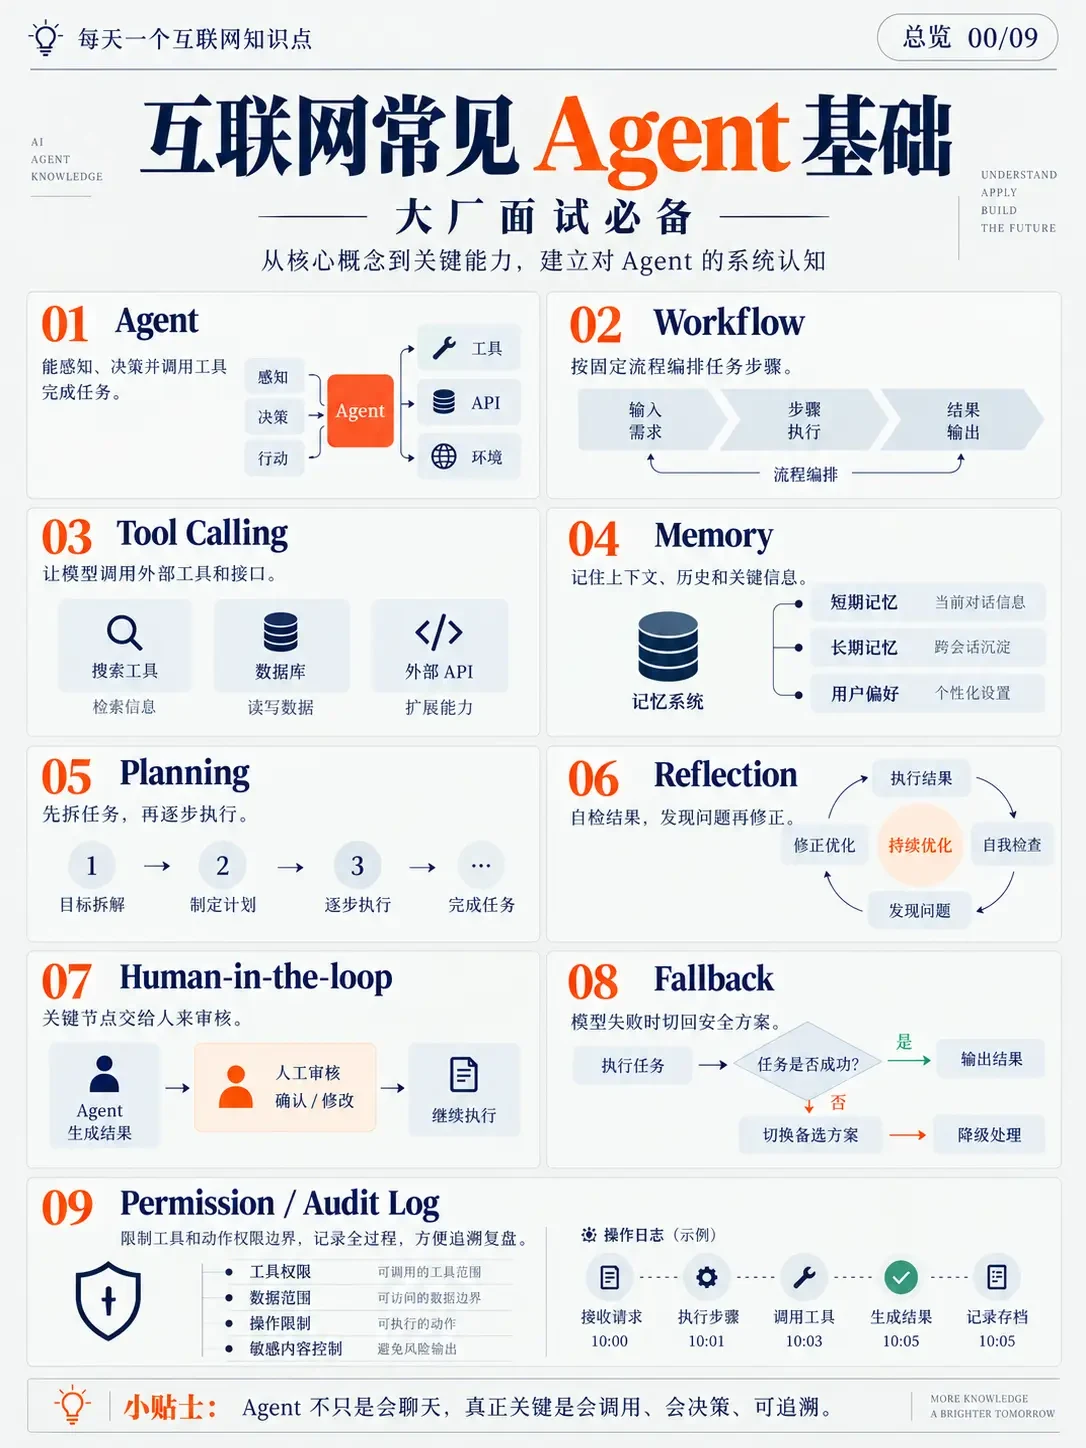 每天一个互联网知识点
总览 00/09
AI
AGENT
KNOWLEDGE
互联网常见 Agent 基础
UNDERSTAND
APPLY
BUILD
THE FUTURE
大厂面试必备
从核心概念到关键能力，建立对 Agent 的系统认知
01 Agent
能感知、决策并调用工具
完成任务。
感知
决策
行动
Agent
工具
API
环境
02 Workflow
按固定流程编排任务步骤。
输入
需求
步骤
执行
结果
输出
流程编排
03 Tool Calling
让模型调用外部工具和接口。
搜索工具
检索信息
数据库
读写数据
外部 API
扩展能力
04 Memory
记住上下文、历史和关键信息。
记忆系统
短期记忆 当前对话信息
长期记忆 跨会话沉淀
用户偏好 个性化设置
05 Planning
先拆任务，再逐步执行。
1 2 3 ···
目标拆解 制定计划 逐步执行 完成任务
06 Reflection
自检结果，发现问题再修正。
执行结果
修正优化 持续优化 自我检查
发现问题
07 Human-in-the-loop
关键节点交给人来审核。
Agent
生成结果
人工审核
确认 / 修改
继续执行
08 Fallback
模型失败时切回安全方案。
执行任务
任务是否成功?
是
输出结果
否
切换备选方案
降级处理
09 Permission / Audit Log
限制工具和动作权限边界，记录全过程，方便追溯复盘。
工具权限 可调用的工具范围
数据范围 可访问的数据边界
操作限制 可执行的动作
敏感内容控制 避免风险输出
操作日志（示例）
接收请求 执行步骤 调用工具 生成结果 记录存档
10:00 10:01 10:03 10:05 10:05
小贴士： Agent 不只是会聊天，真正关键是会调用、会决策、可追溯。
MORE KNOWLEDGE
A BRIGHTER TOMORROW